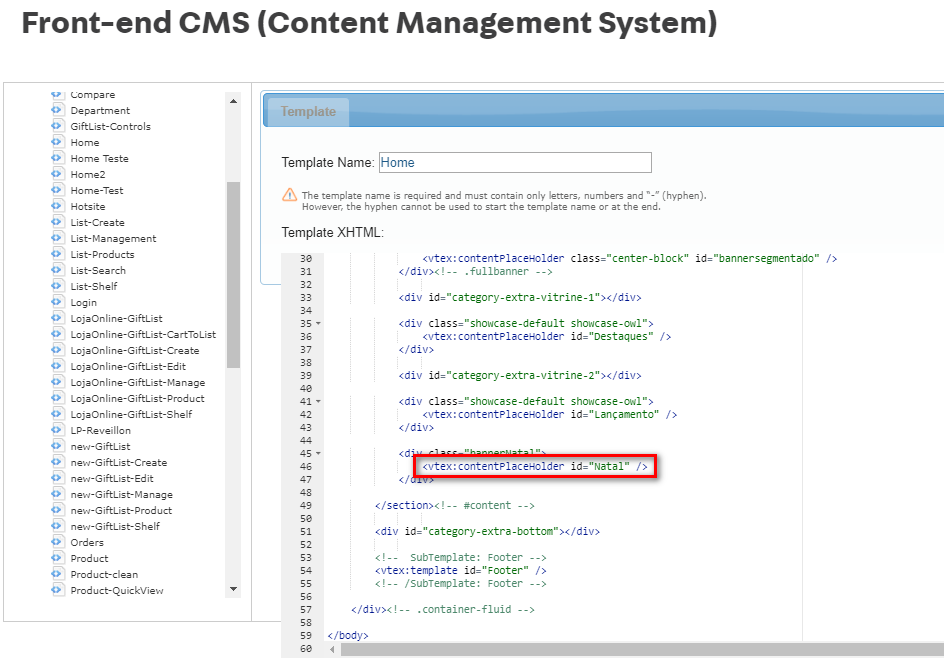 Front-end CMS (Content Management System)
Compare
Department
GiftList-Controls
Home
Home Teste
Home2
Home-Test
Hotsite
List-Create
List-Management
List-Products
List-Search
List-Shelf
Login
LojaOnline-GiftList
LojaOnline-GiftList-CartToList
LojaOnline-GiftList-Create
LojaOnline-GiftList-Edit
LojaOnline-GiftList-Manage
LojaOnline-GiftList-Product
LojaOnline-GiftList-Shelf
LP-Reveillon
new-GiftList
new-GiftList-Create
new-GiftList-Edit
new-GiftList-Manage
new-GiftList-Product
new-GiftList-Shelf
Orders
Product
Product-clean
Product-QuickView
Template
Template Name: Home
The template name is required and must contain only letters, numbers and “-” (hyphen).
However, the hyphen cannot be used to start the template name or at the end.
Template XHTML:
30 <vtex:contentPlaceHolder class="center-block" id="bannersegmentado" />
31 </div><!-- .fullbanner -->
32
33 <div id="category-extra-vitrine-1"></div>
34
35 <div class="showcase-default showcase-owl">
36 <vtex:contentPlaceHolder id="Destaques" />
37 </div>
38
39 <div id="category-extra-vitrine-2"></div>
40
41 <div class="showcase-default showcase-owl">
42 <vtex:contentPlaceHolder id="Lançamento" />
43 </div>
44
45 <div class="bannerNatal">
46 <vtex:contentPlaceHolder id="Natal" />
47 </div>
48
49 </section><!-- #content -->
50
51 <div id="category-extra-bottom"></div>
52
53 <!--  SubTemplate: Footer -->
54 <vtex:template id="Footer" />
55 <!-- /SubTemplate: Footer -->
56
57 </div><!-- .container-fluid -->
58
59 </body>
60